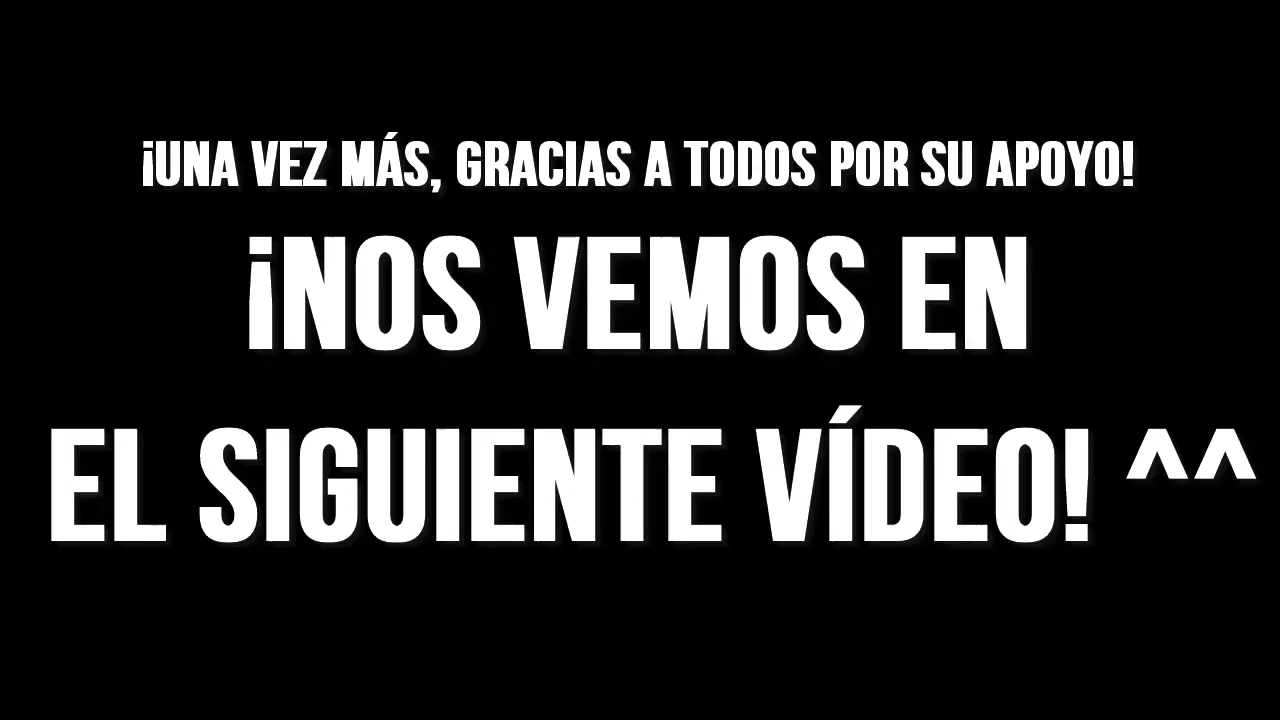 ¡UNA VEZ MÁS, GRACIAS A TODOS POR SU APOYO!
¡NOS VEMOS EN
EL SIGUIENTE VÍDEO! ^^